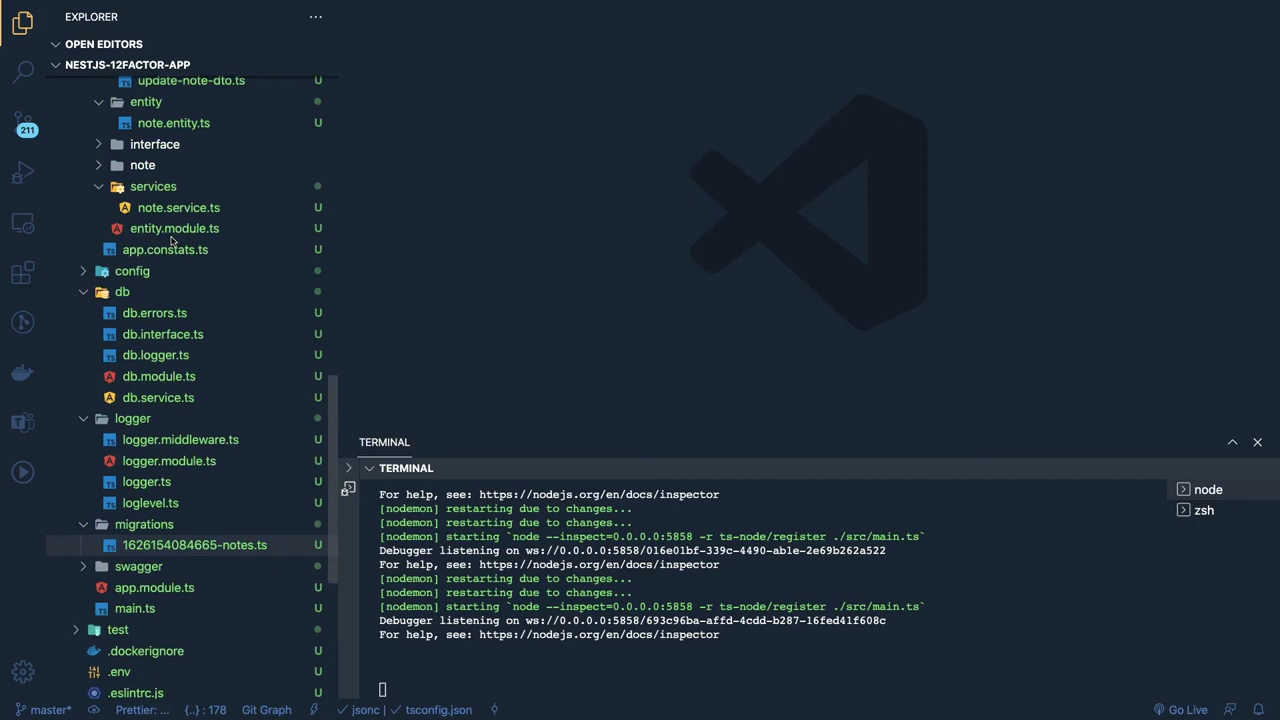 EXPLORER
OPEN EDITORS
NESTJS-12FACTOR-APP
update-note-dto.ts U
entity
note.entity.ts U
interface
note
services
note.service.ts U
entity.module.ts U
app.constats.ts U
config
db
db.errors.ts U
db.interface.ts U
db.logger.ts U
db.module.ts U
db.service.ts U
logger
logger.middleware.ts U
logger.module.ts U
logger.ts U
loglevel.ts U
migrations
1626154084665-notes.ts U
swagger
app.module.ts U
main.ts U
test
.dockerignore U
.env U
.eslintrc.js U
211
TERMINAL
TERMINAL
For help, see: https://nodejs.org/en/docs/inspector
[nodemon] restarting due to changes...
[nodemon] restarting due to changes...
[nodemon] starting `node --inspect=0.0.0.0:5858 -r ts-node/register ./src/main.ts`
Debugger listening on ws://0.0.0.0:5858/016e01bf-339c-4490-ab1e-2e69b262a522
For help, see: https://nodejs.org/en/docs/inspector
[nodemon] restarting due to changes...
[nodemon] restarting due to changes...
[nodemon] starting `node --inspect=0.0.0.0:5858 -r ts-node/register ./src/main.ts`
Debugger listening on ws://0.0.0.0:5858/693c96ba-affd-4cdd-b287-16fed41f608c
For help, see: https://nodejs.org/en/docs/inspector
node
zsh
master* Prettier: ... {..} : 178 Git Graph jsonc tsconfig.json Go Live